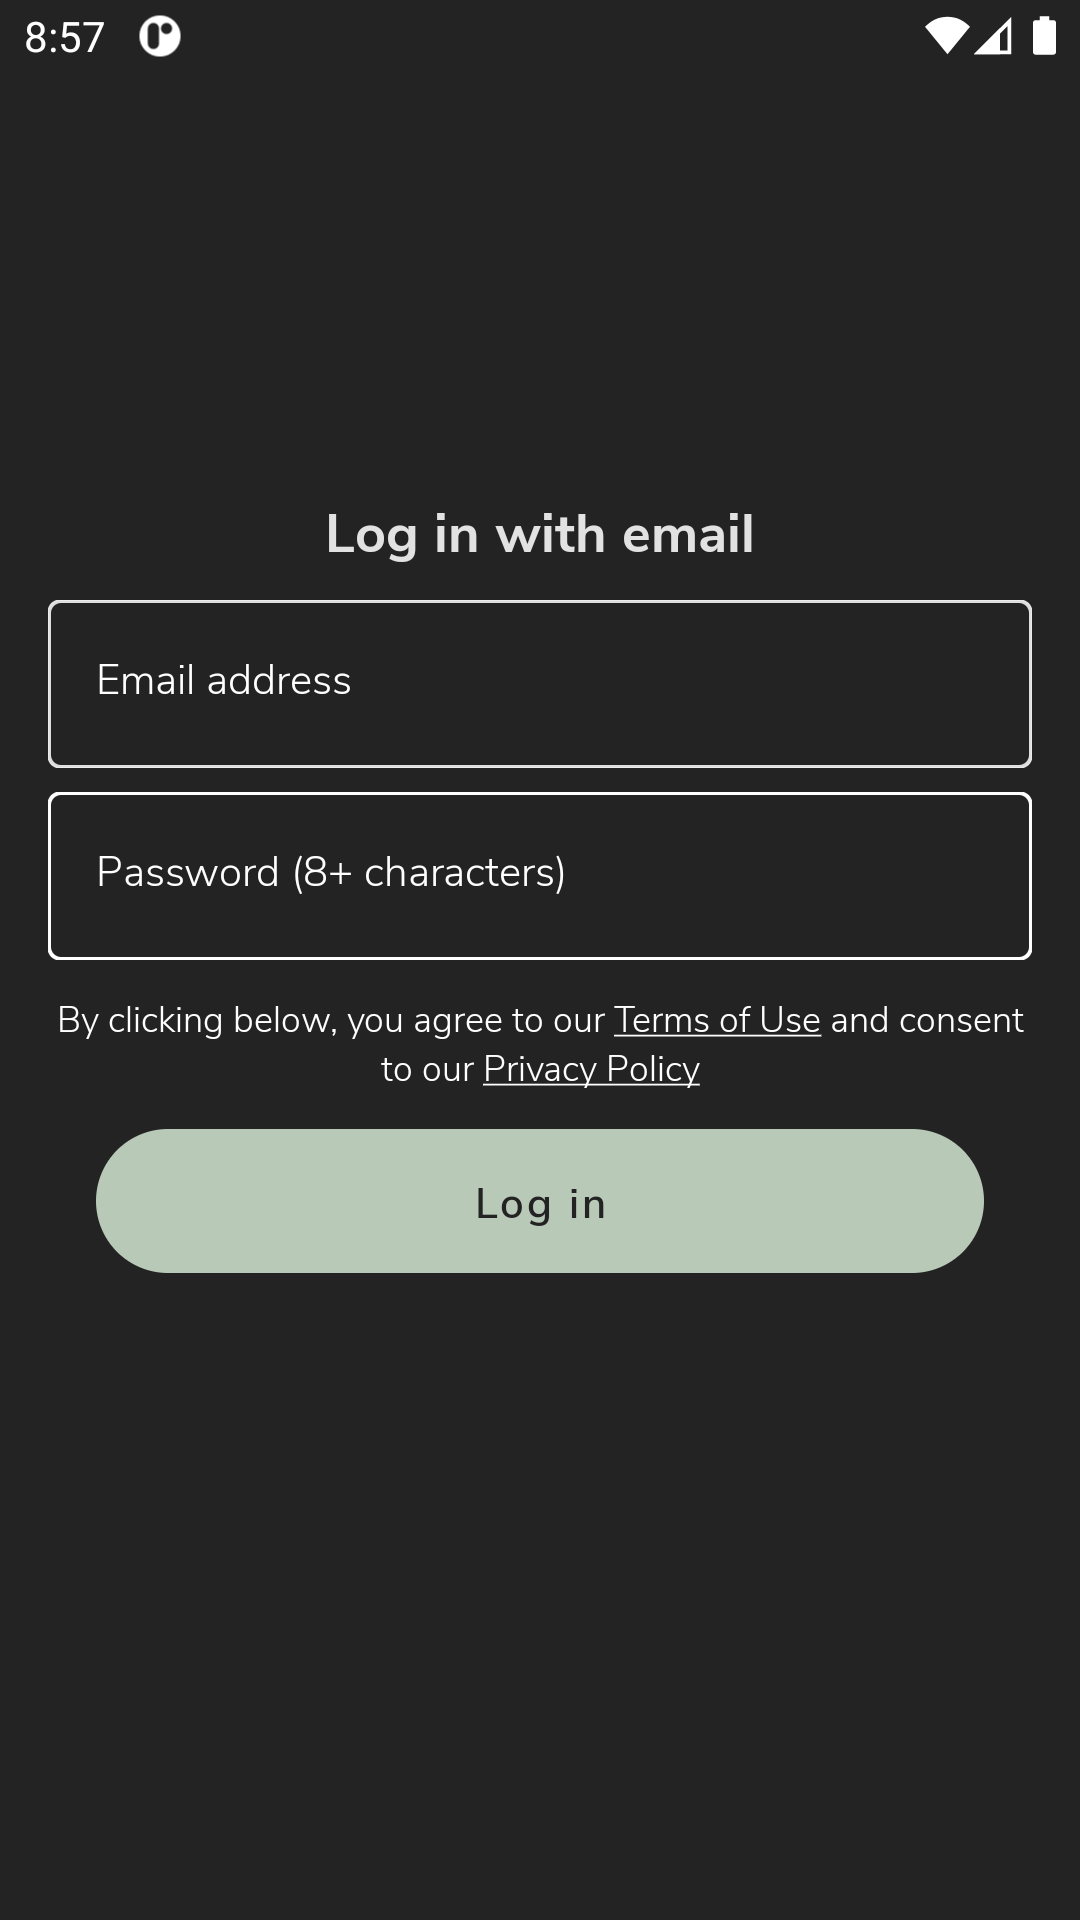 8:57
Log in with email
Email address
Password (8+ characters)
By clicking below, you agree to our Terms of Use and consent
to our Privacy Policy
Log in